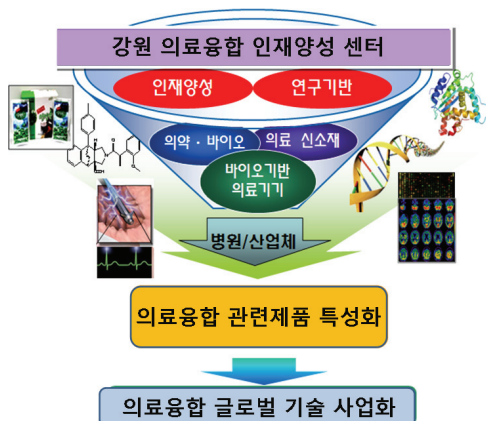 강원 의료융합 인재양성 센터
인재양성
연구기반
의약·바이오
의료 신소재
바이오기반
의료기기
병원/산업체
의료융합 관련제품 특성화
의료융합 글로벌 기술 사업화